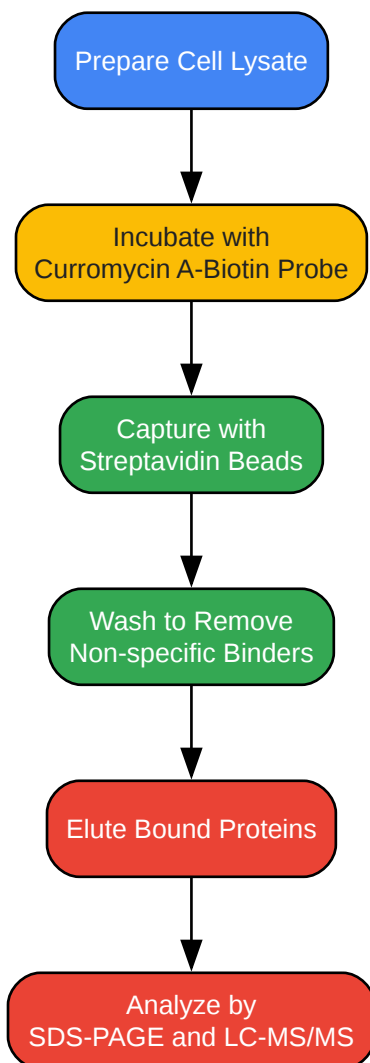 Prepare Cell Lysate
Incubate with
Curromycin A-Biotin Probe
Capture with
Streptavidin Beads
Wash to Remove
Non-specific Binders
Elute Bound Proteins
Analyze by
SDS-PAGE and LC-MS/MS